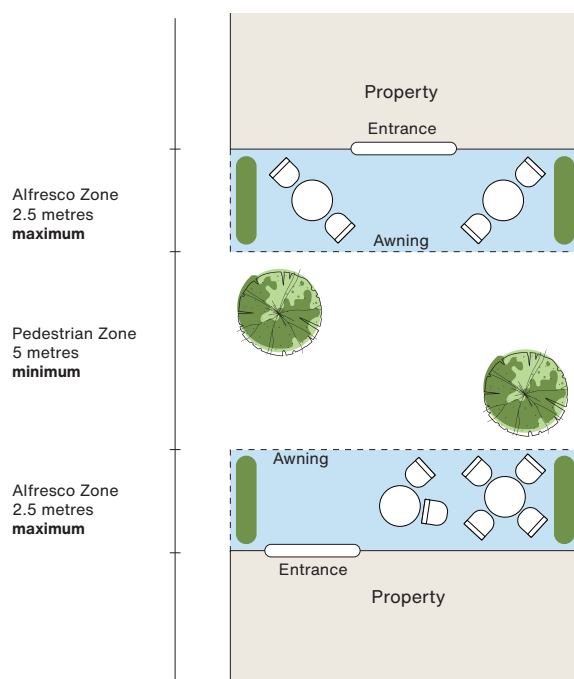 Property
Entrance
Alfresco Zone
2.5 metres
maximum
Awning
Pedestrian Zone
5 metres
minimum
Awning
Alfresco Zone
2.5 metres
maximum
Entrance
Property